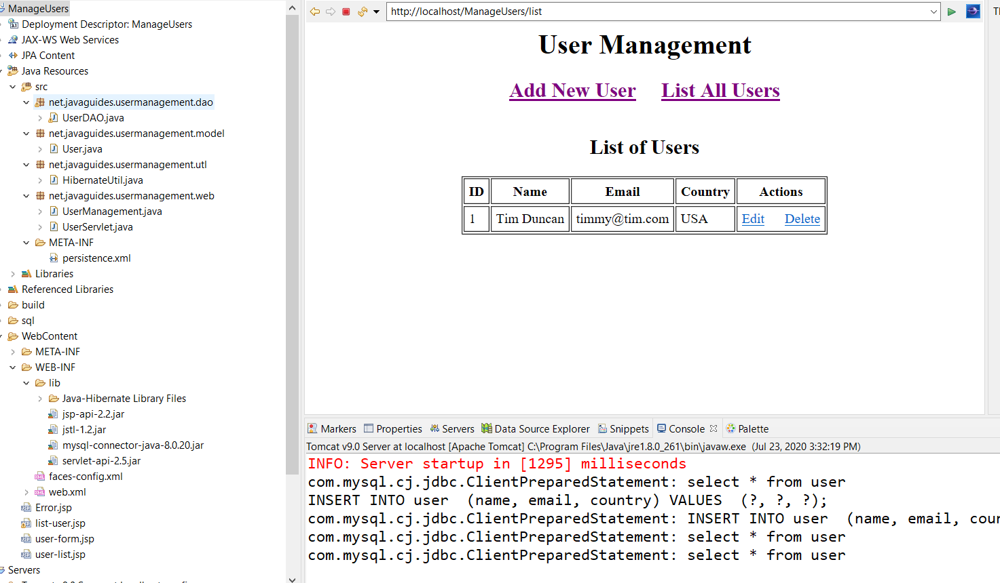 ManageUsers
Deployment Descriptor: ManageUsers
JAX-WS Web Services
JPA Content
Java Resources
src
net.javaguides.usermanagement.dao
UserDAO.java
net.javaguides.usermanagement.model
User.java
net.javaguides.usermanagement.utl
HibernateUtil.java
net.javaguides.usermanagement.web
UserManagement.java
UserServlet.java
META-INF
persistence.xml
Libraries
Referenced Libraries
build
sql
WebContent
META-INF
WEB-INF
lib
Java-Hibernate Library Files
jsp-api-2.2.jar
jstl-1.2.jar
mysql-connector-java-8.0.20.jar
servlet-api-2.5.jar
faces-config.xml
web.xml
Error.jsp
list-user.jsp
user-form.jsp
user-list.jsp
Servers
http://localhost/ManageUsers/list
User Management
Add New User List All Users
List of Users
ID Name Email Country Actions
1 Tim Duncan timmy@tim.com USA Edit Delete
Markers Properties Servers Data Source Explorer Snippets Console Palette
Tomcat v9.0 Server at localhost [Apache Tomcat] C:\Program Files\Java\jre1.8.0_261\bin\javaw.exe (Jul 23, 2020 3:32:19 PM)
INFO: Server startup in [1295] milliseconds
com.mysql.cj.jdbc.ClientPreparedStatement: select * from user
INSERT INTO user (name, email, country) VALUES (?, ?, ?);
com.mysql.cj.jdbc.ClientPreparedStatement: INSERT INTO user (name, email, cour
com.mysql.cj.jdbc.ClientPreparedStatement: select * from user
com.mysql.cj.jdbc.ClientPreparedStatement: select * from user